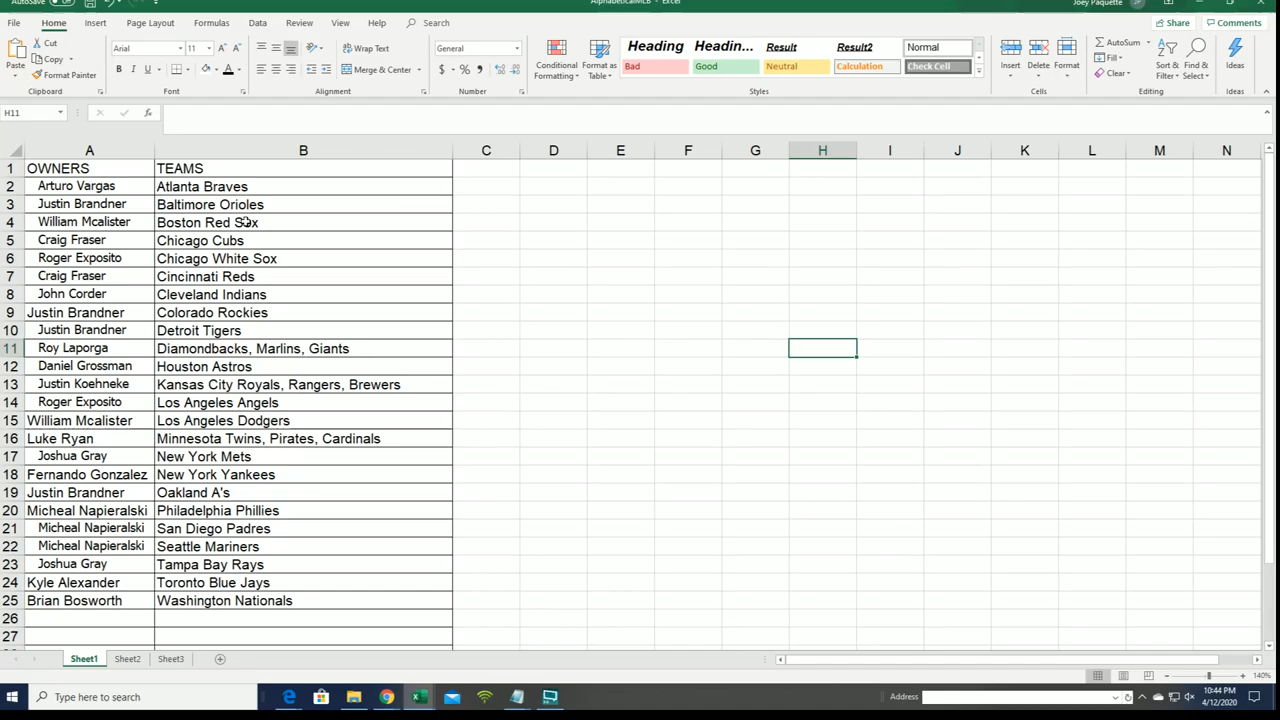 AutoSave Off
AlphabeticalMLB - Excel
Joey Paquette JP
File Home Insert Page Layout Formulas Data Review View Help Search
Share Comments
Paste Cut Copy Format Painter
Arial 11 A A Wrap Text General
B I U A Merge & Center $ % 9
Conditional Formatting Format as Table
Heading Headin... Result Result2 Normal
Bad Good Neutral Calculation Check Cell
Insert Delete Format
AutoSum Fill Clear Sort & Filter Find & Select Ideas
Clipboard Font Alignment Number Styles Cells Editing Ideas
H11 fx
A B C D E F G H I J K L M N
1 OWNERS TEAMS
2 Arturo Vargas Atlanta Braves
3 Justin Brandner Baltimore Orioles
4 William Mcalister Boston Red Sox
5 Craig Fraser Chicago Cubs
6 Roger Exposito Chicago White Sox
7 Craig Fraser Cincinnati Reds
8 John Corder Cleveland Indians
9 Justin Brandner Colorado Rockies
10 Justin Brandner Detroit Tigers
11 Roy Laporga Diamondbacks, Marlins, Giants
12 Daniel Grossman Houston Astros
13 Justin Koehneke Kansas City Royals, Rangers, Brewers
14 Roger Exposito Los Angeles Angels
15 William Mcalister Los Angeles Dodgers
16 Luke Ryan Minnesota Twins, Pirates, Cardinals
17 Joshua Gray New York Mets
18 Fernando Gonzalez New York Yankees
19 Justin Brandner Oakland A's
20 Micheal Napieralski Philadelphia Phillies
21 Micheal Napieralski San Diego Padres
22 Micheal Napieralski Seattle Mariners
23 Joshua Gray Tampa Bay Rays
24 Kyle Alexander Toronto Blue Jays
25 Brian Bosworth Washington Nationals
26
27
Sheet1 Sheet2 Sheet3
140%
Type here to search
Address
10:44 PM
4/12/2020